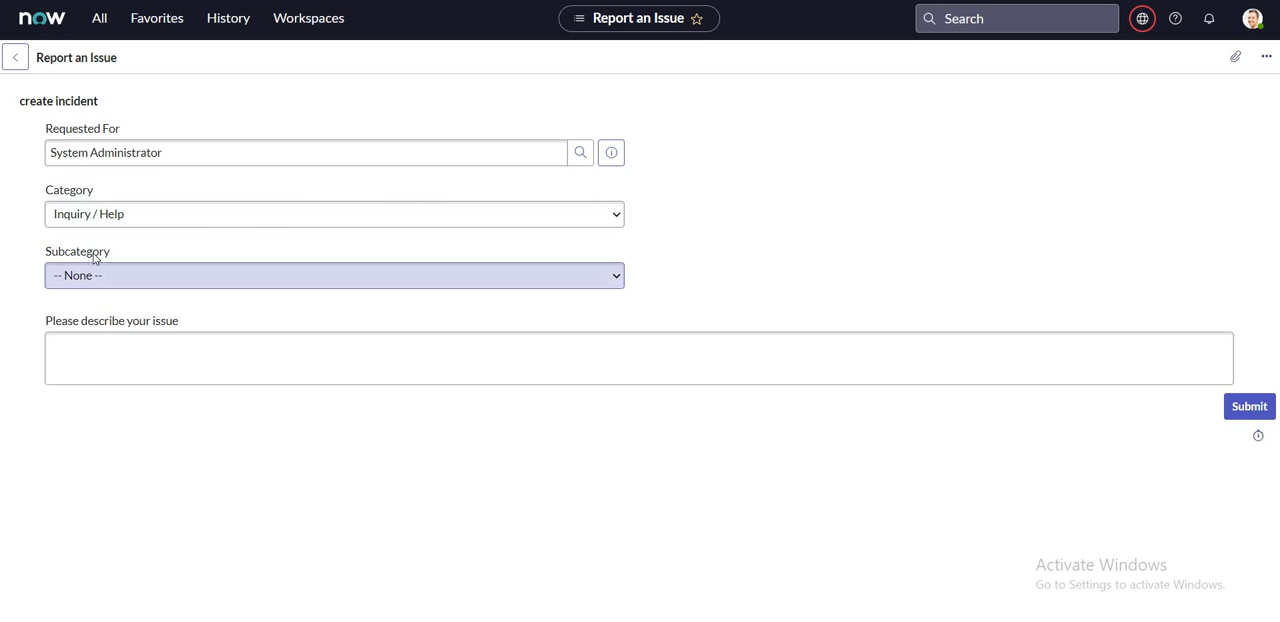 now All Favorites History Workspaces Report an Issue Search
Report an Issue
create incident
Requested For
System Administrator
Category
Inquiry / Help
Subcategory
-- None --
Please describe your issue
Submit
Activate Windows
Go to Settings to activate Windows.